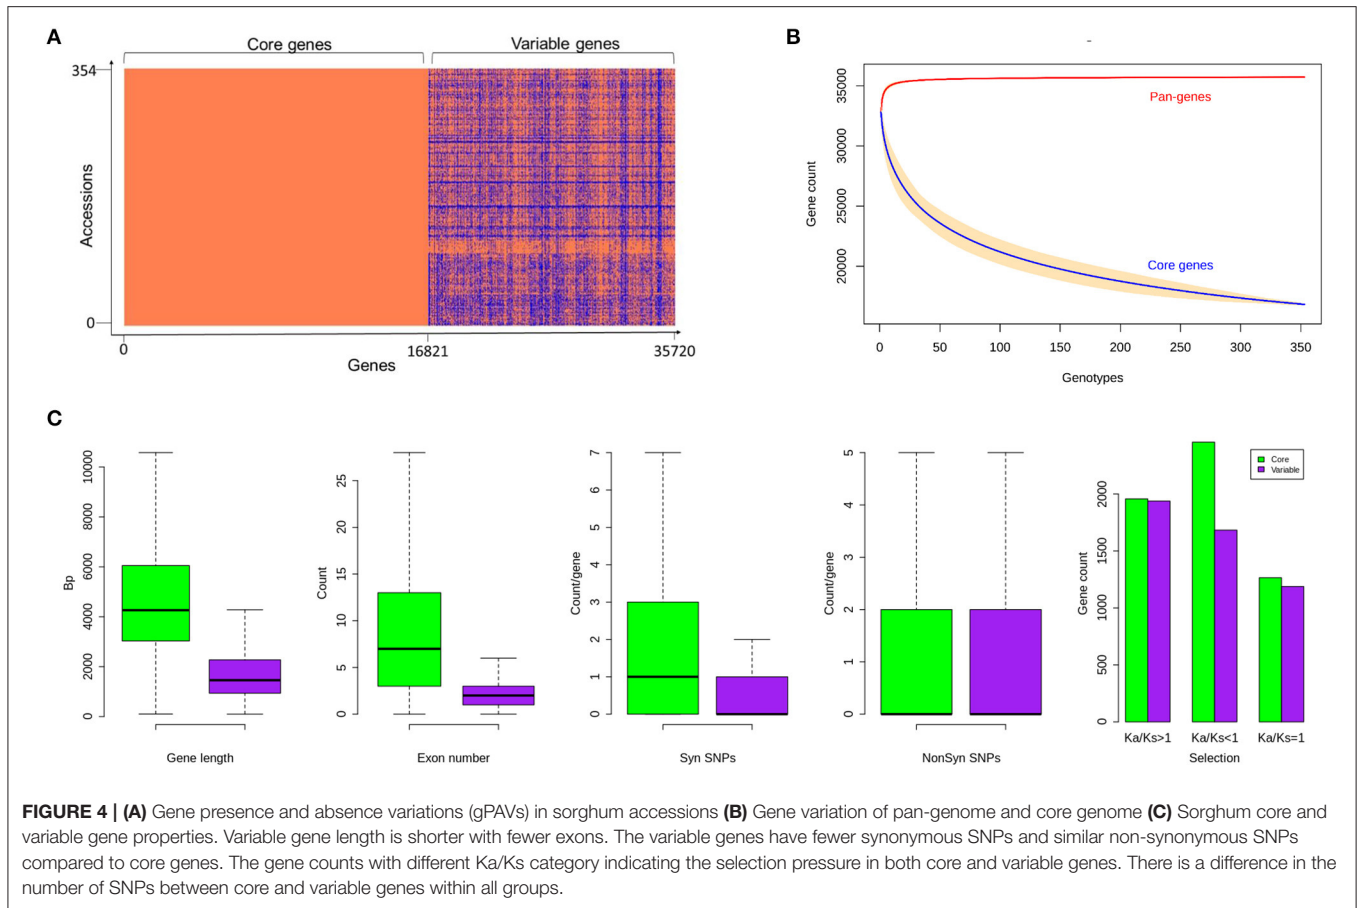 A
Core genes
Variable genes
354
Accessions
0
0
16821
35720
Genes
B
35000
30000
25000
20000
Gene count
Pan-genes
Core genes
0 50 100 150 200 250 300 350
Genotypes
C
10000
8000
6000
4000
2000
0
Bp
Gene length
25
20
15
10
5
0
Count
Exon number
7
6
5
4
3
2
1
0
Count/gene
Syn SNPs
5
4
3
2
1
0
Count/gene
NonSyn SNPs
Core
Variable
2000
1500
1000
500
0
Gene count
Ka/Ks>1 Ka/Ks<1 Ka/Ks=1
Selection
FIGURE 4 | (A) Gene presence and absence variations (gPAVs) in sorghum accessions (B) Gene variation of pan-genome and core genome (C) Sorghum core and
variable gene properties. Variable gene length is shorter with fewer exons. The variable genes have fewer synonymous SNPs and similar non-synonymous SNPs
compared to core genes. The gene counts with different Ka/Ks category indicating the selection pressure in both core and variable genes. There is a difference in the
number of SNPs between core and variable genes within all groups.